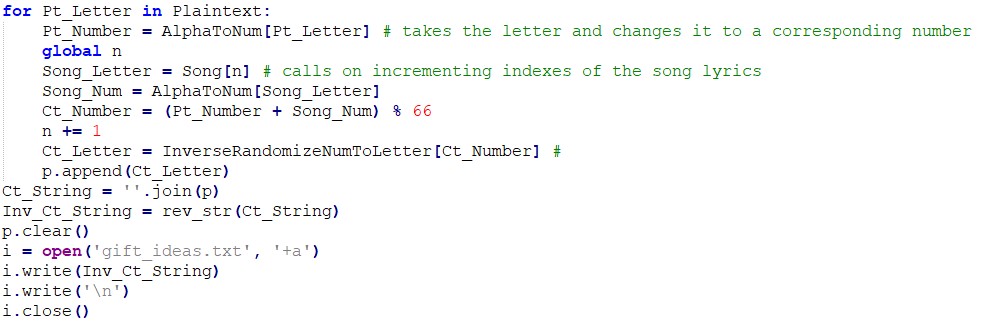 for Pt_Letter in Plaintext:
    Pt_Number = AlphaToNum[Pt_Letter] # takes the letter and changes it to a corresponding number
    global n
    Song_Letter = Song[n] # calls on incrementing indexes of the song lyrics
    Song_Num = AlphaToNum[Song_Letter]
    Ct_Number = (Pt_Number + Song_Num) % 66
    n += 1
    Ct_Letter = InverseRandomizeNumToLetter[Ct_Number] #
    p.append(Ct_Letter)
Ct_String = ''.join(p)
Inv_Ct_String = rev_str(Ct_String)
p.clear()
i = open('gift_ideas.txt', '+a')
i.write(Inv_Ct_String)
i.write('\n')
i.close()